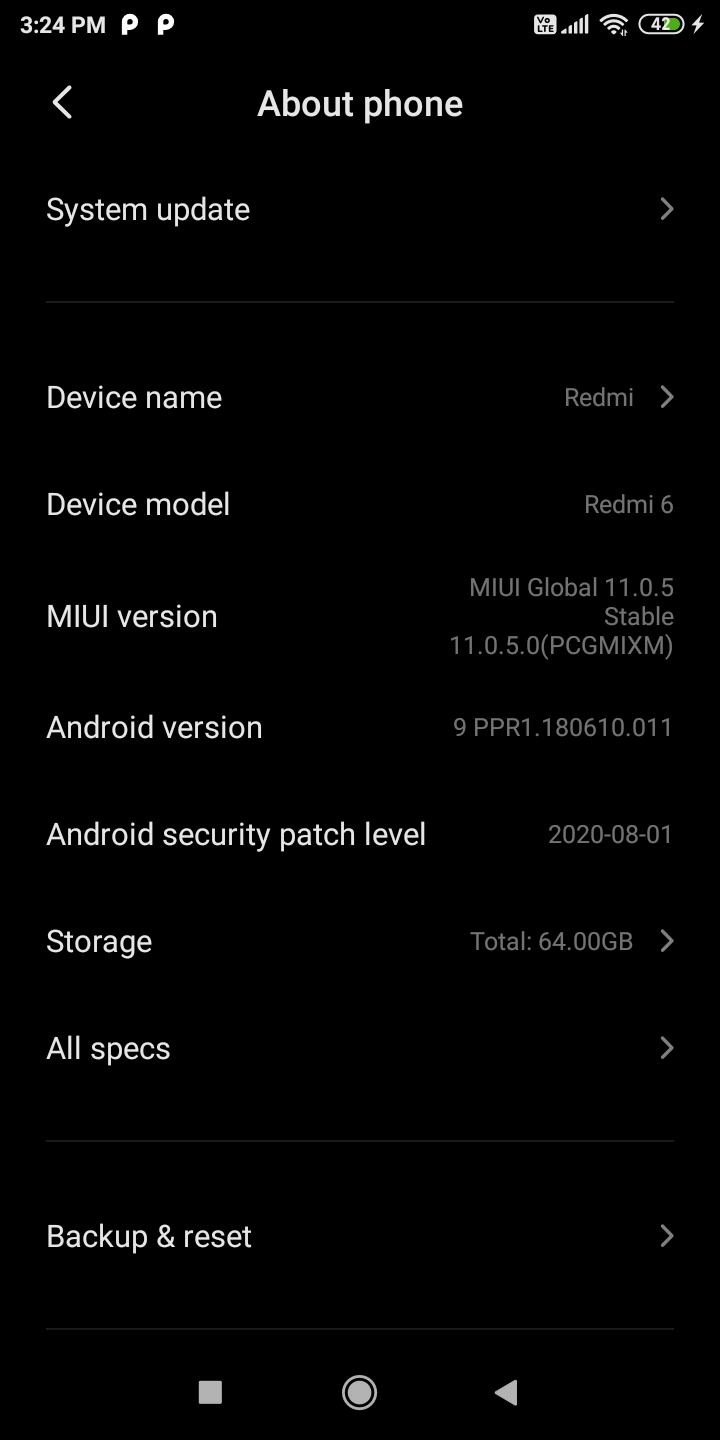 3:24 PM
Vo LTE
42
About phone
System update
Device name
Redmi
Device model
Redmi 6
MIUI version
MIUI Global 11.0.5
Stable
11.0.5.0(PCGMIXM)
Android version
9 PPR1.180610.011
Android security patch level
2020-08-01
Storage
Total: 64.00GB
All specs
Backup & reset